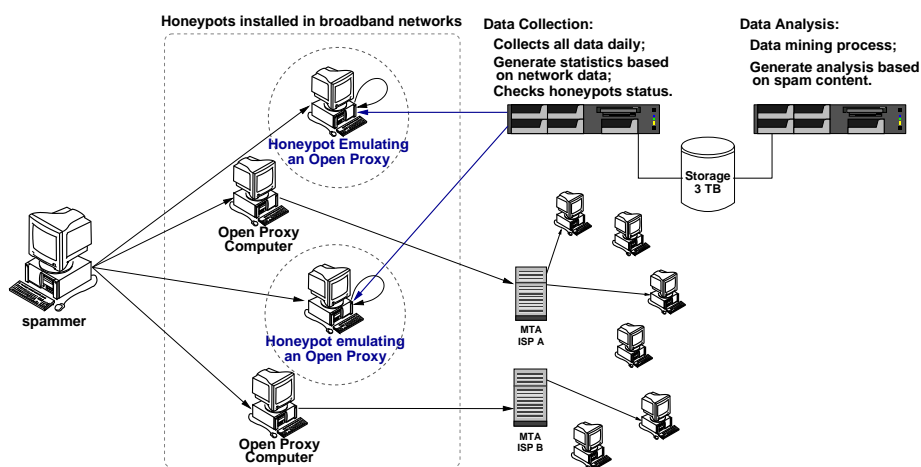 Honeypots installed in broadband networks
Data Collection:
Collects all data daily;
Generate statistics based
on network data;
Checks honeypots status.
Data Analysis:
Data mining process;
Generate analysis based
on spam content.
Honeypot Emulating
an Open Proxy
Storage
3 TB
Open Proxy
Computer
spammer
MTA
ISP A
Honeypot emulating
an Open Proxy
Open Proxy
Computer
MTA
ISP B